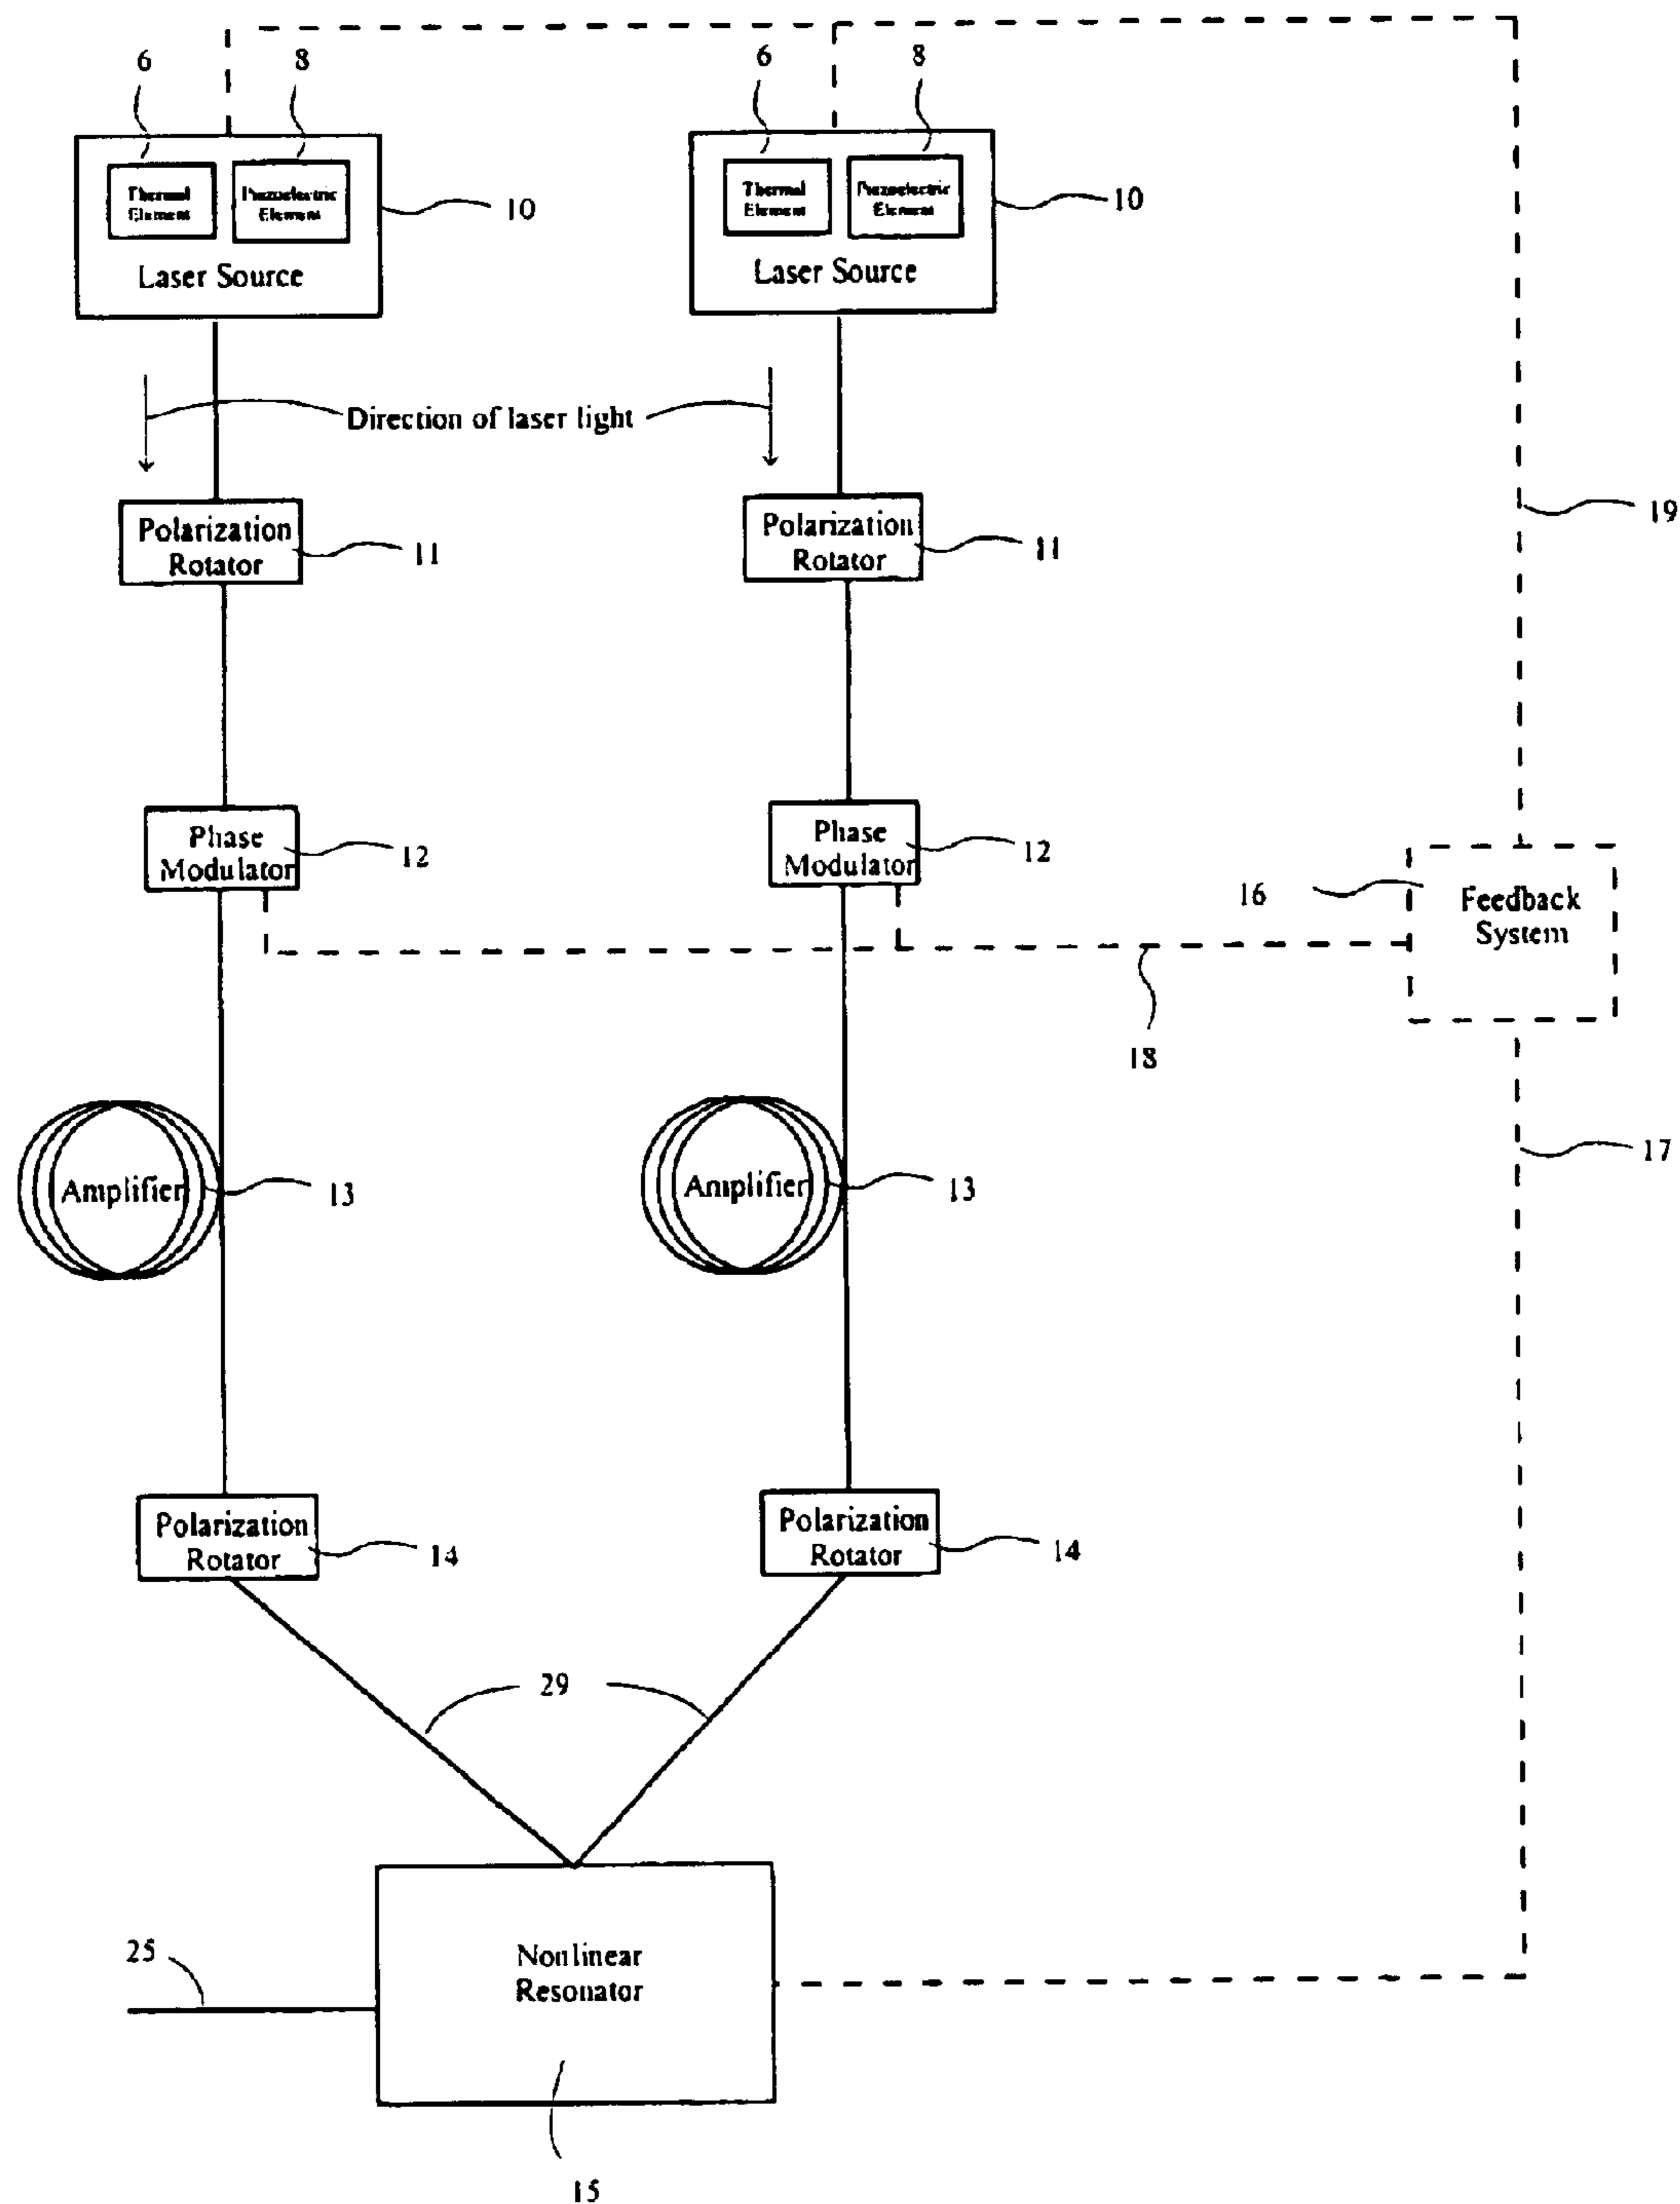 6
8
6
8
Thermal
Element
Piezoelectric
Element
10
Laser Source
Thermal
Element
Piezoelectric
Element
10
Laser Source
Direction of laser light
Polarization
Rotator
11
Polarization
Rotator
11
19
Phase
Modulator
12
Phase
Modulator
12
16
Feedback
System
18
Amplifier
13
Amplifier
13
17
Polarization
Rotator
14
Polarization
Rotator
14
29
25
Nonlinear
Resonator
15